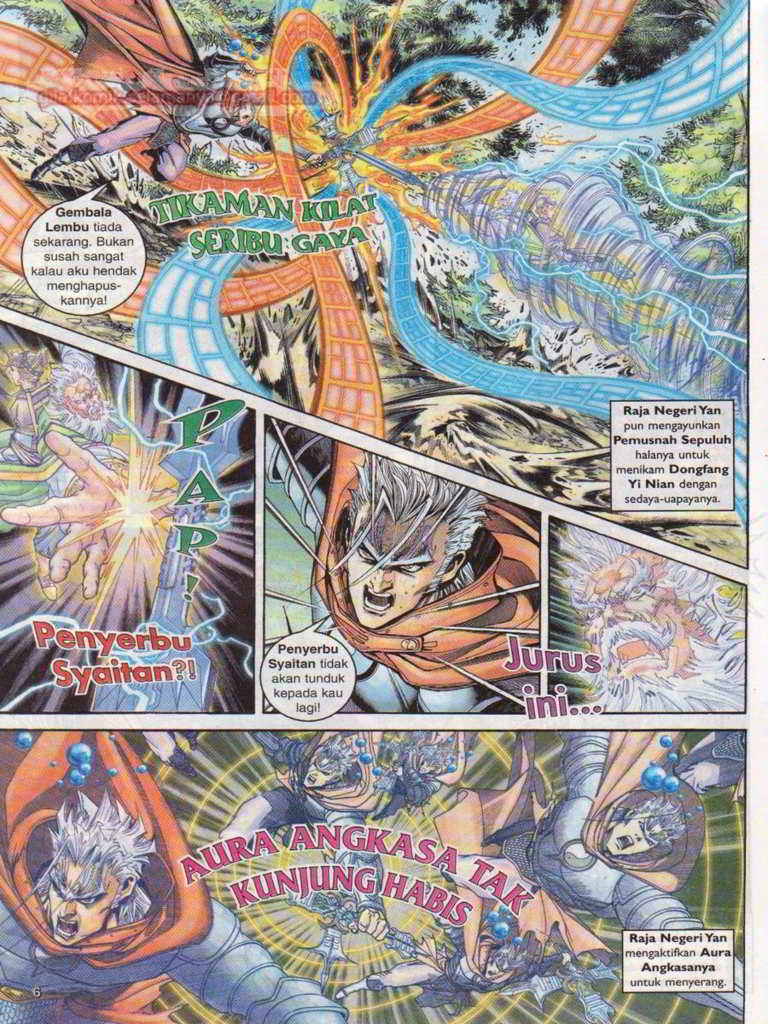 TIKAMAN KILAT
SERIBU GAYA
Gembala
Lembu tiada
sekarang. Bukan
susah sangat
kalau aku hendak
menghapus-
kannya!
Raja Negeri Yan
pun mengayunkan
Pemusnah Sepuluh
halanya untuk
menikam Dongfang
Yi Nian dengan
sedaya-uapayanya.
PAP!
Penyerbu
Syaitan?!
Penyerbu
Syaitan tidak
akan tunduk
kepada kau
lagi!
Jurus
ini...
AURA ANGKASA TAK
KUNJUNG HABIS
Raja Negeri Yan
mengaktifkan Aura
Angkasanya
untuk menyerang.
6